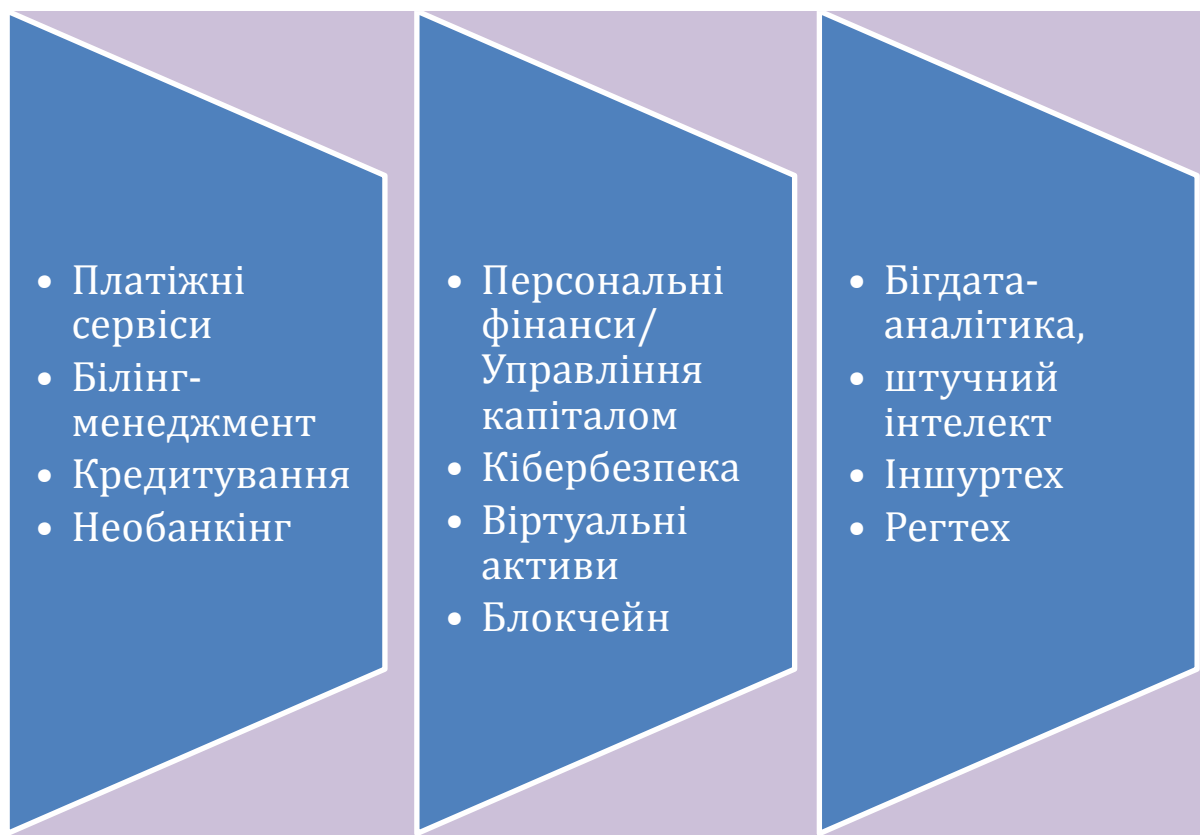 • Платіжні
сервіси
• Білінг-
менеджмент
• Кредитування
• Необанкінг
• Персональні
фінанси/
Управління
капіталом
• Кібербезпека
• Віртуальні
активи
• Блокчейн
• Бігдата-
аналітика,
• штучний
інтелект
• Іншуртех
• Регтех